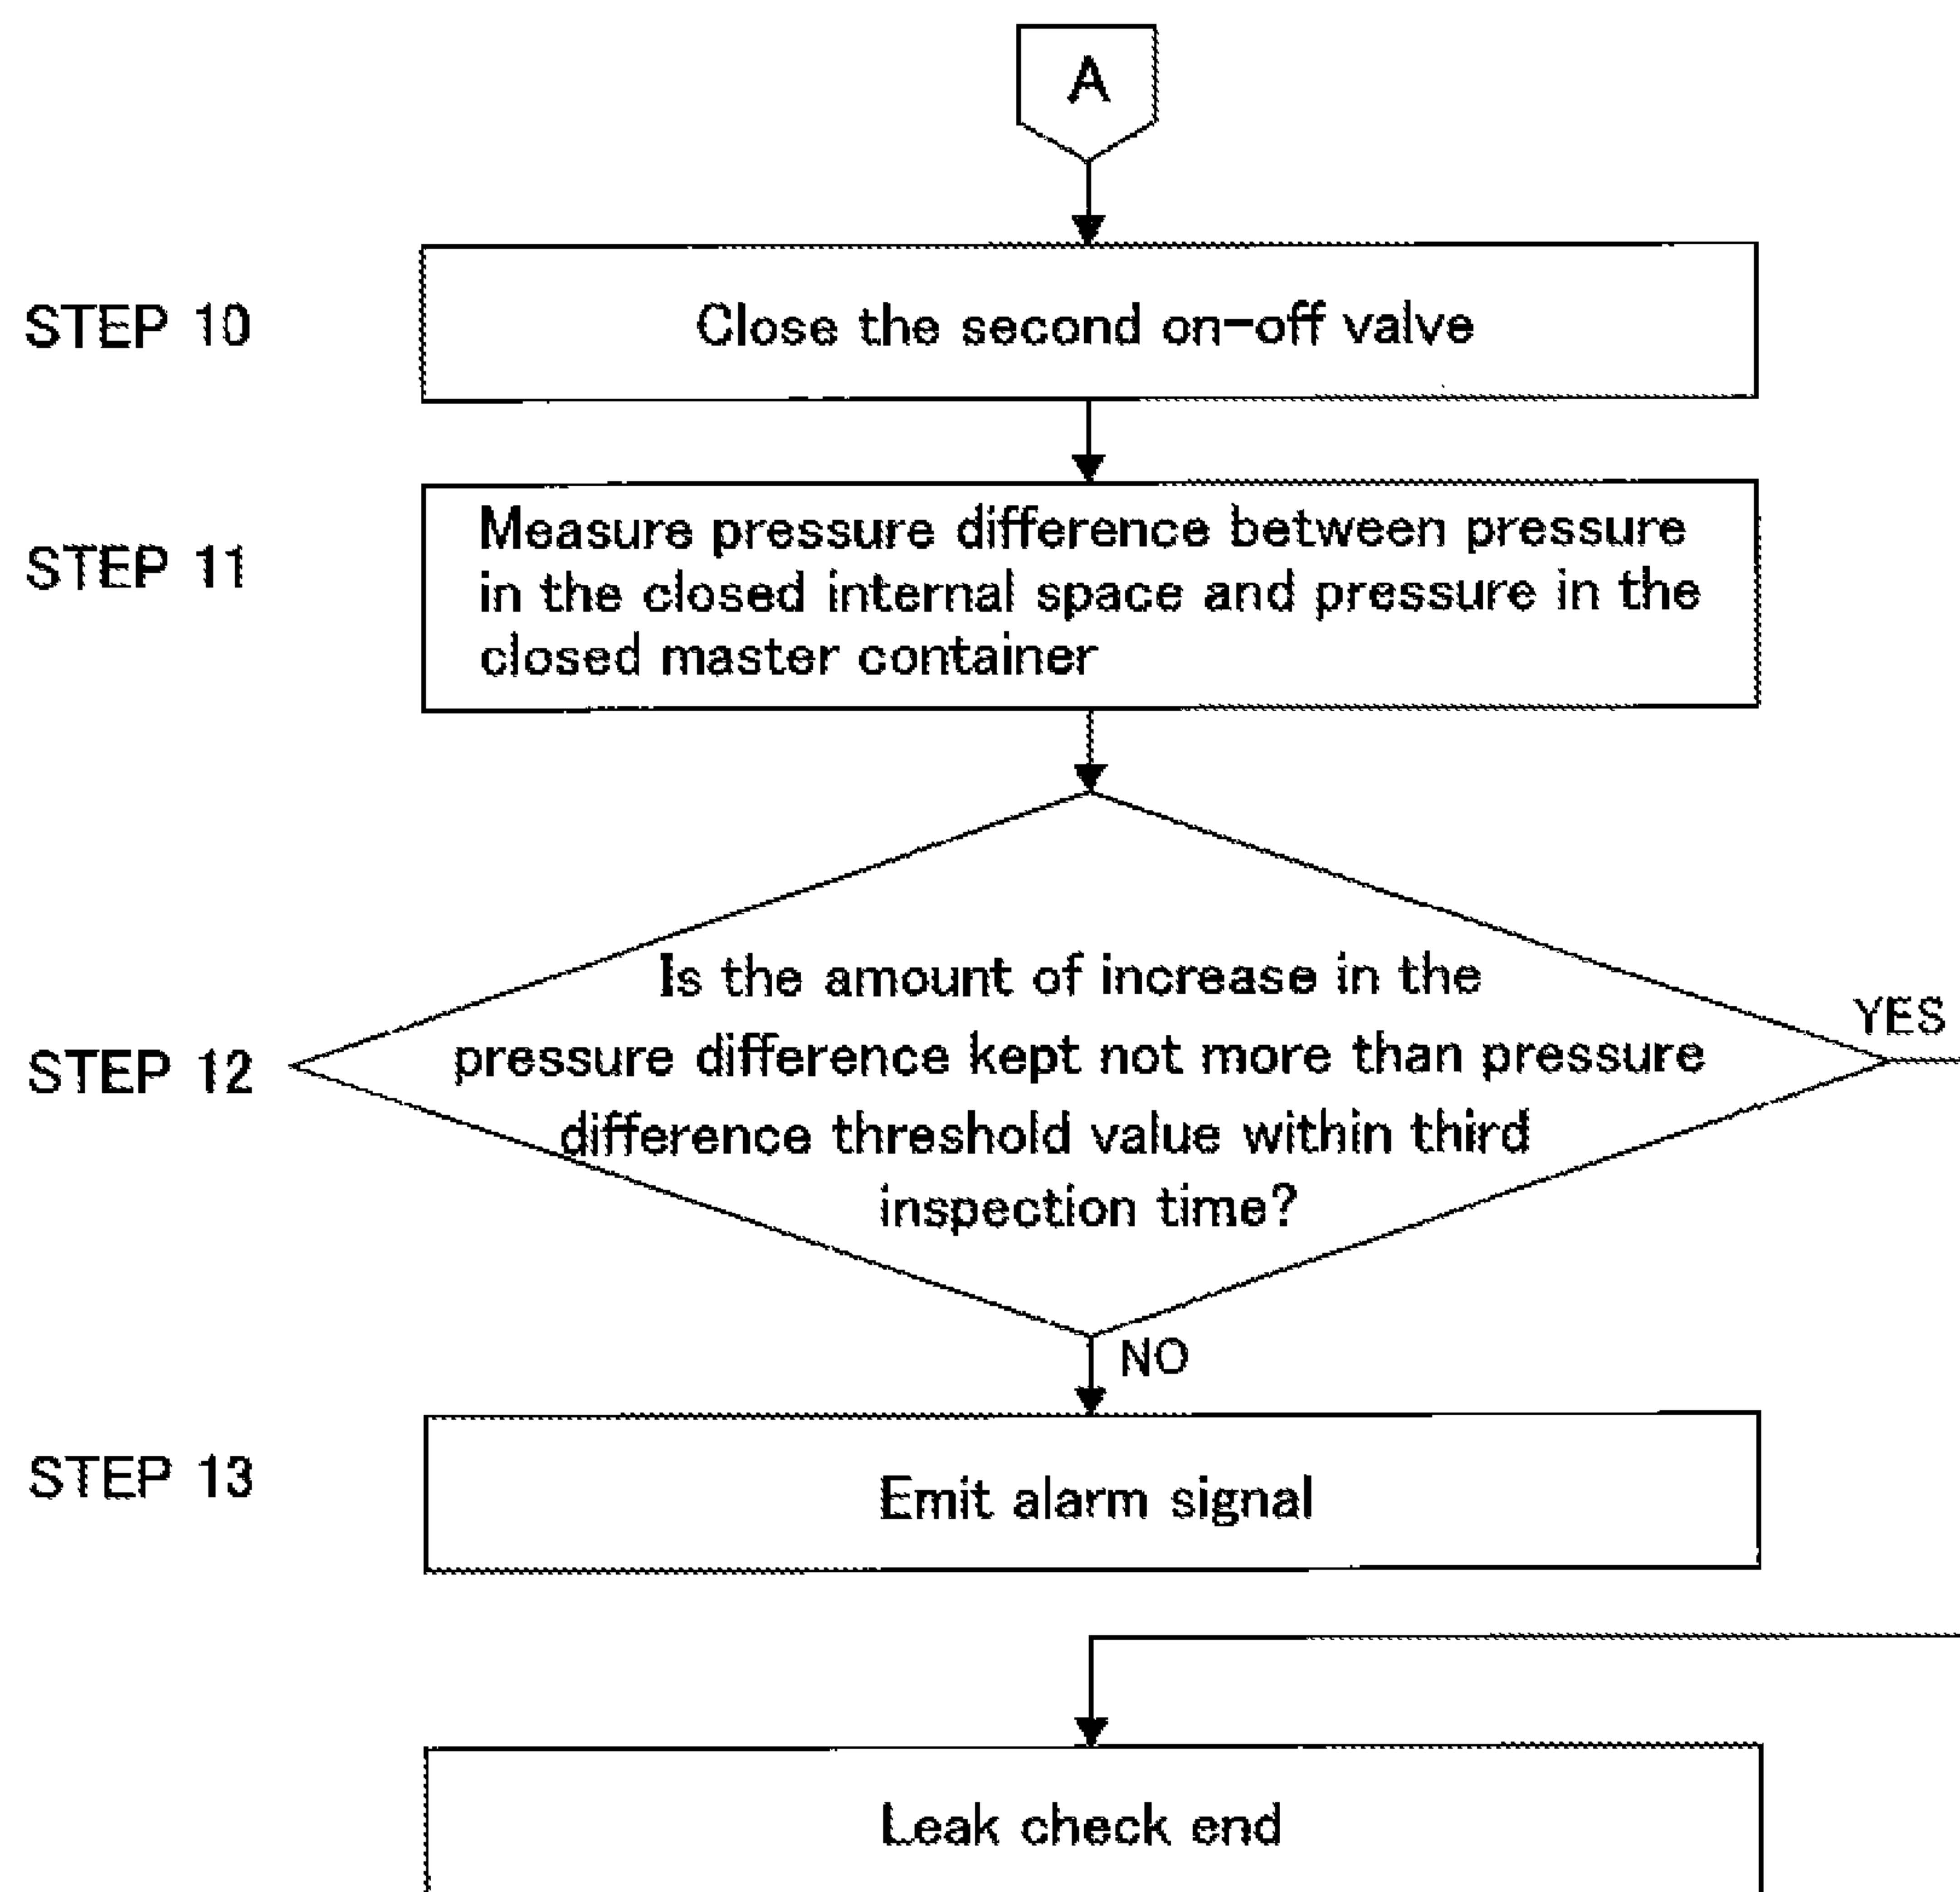 A
STEP 10
Close the second on-off valve
STEP 11
Measure pressure difference between pressure
in the closed internal space and pressure in the
closed master container
STEP 12
Is the amount of increase in the
pressure difference kept not more than pressure
difference threshold value within third
inspection time?
YES
NO
STEP 13
Emit alarm signal
Leak check end